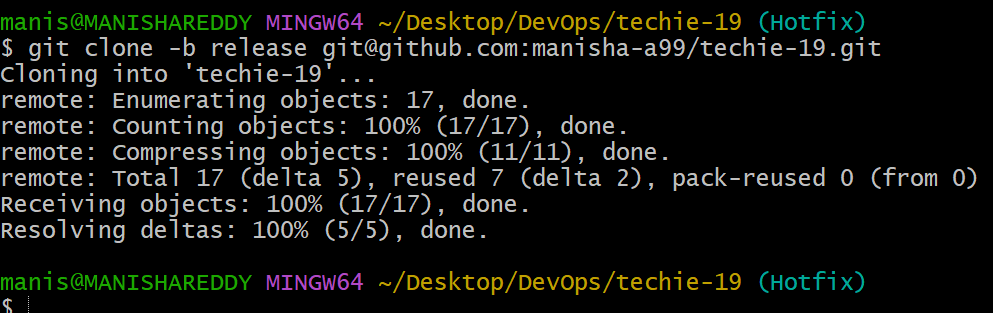 manis@MANISHAREDDY MINGW64 ~/Desktop/DevOps/techie-19 (Hotfix)
$ git clone -b release git@github.com:manisha-a99/techie-19.git
Cloning into 'techie-19'...
remote: Enumerating objects: 17, done.
remote: Counting objects: 100% (17/17), done.
remote: Compressing objects: 100% (11/11), done.
remote: Total 17 (delta 5), reused 7 (delta 2), pack-reused 0 (from 0)
Receiving objects: 100% (17/17), done.
Resolving deltas: 100% (5/5), done.
manis@MANISHAREDDY MINGW64 ~/Desktop/DevOps/techie-19 (Hotfix)
$